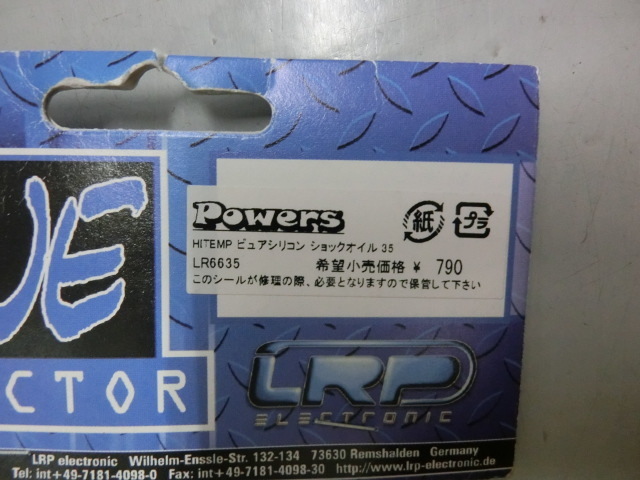 UE
CTOR
Powers
紙 プラ
HITEMP ピュアシリコン ショックオイル 35
LR6635 希望小売価格 ¥ 790
このシールが修理の際、必要となりますので保管して下さい
LRP
ELECTRONIC
LRP electronic Wilhelm-Enssle-Str. 132-134 73630 Remshalden Germany
Tel: int+49-7181-4098-0 Fax: int+49-7181-4098-30 http://www.lrp-electronic.de